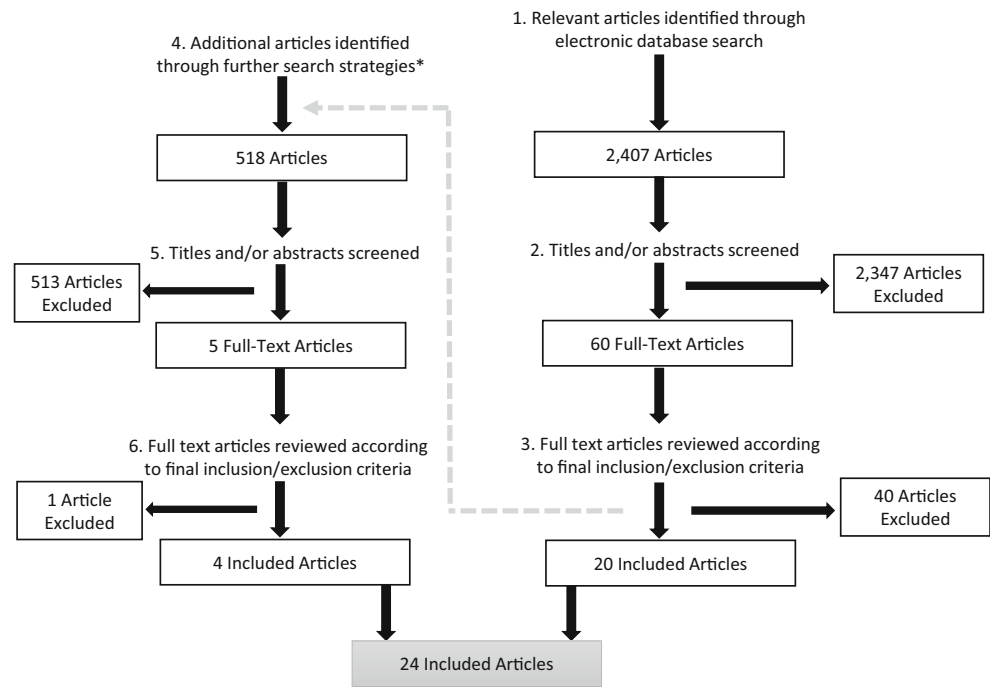 1. Relevant articles identified through
electronic database search
2,407 Articles
2. Titles and/or abstracts screened
2,347 Articles
Excluded
60 Full-Text Articles
3. Full text articles reviewed according
to final inclusion/exclusion criteria
40 Articles
Excluded
20 Included Articles
4. Additional articles identified
through further search strategies*
518 Articles
5. Titles and/or abstracts screened
513 Articles
Excluded
5 Full-Text Articles
6. Full text articles reviewed according
to final inclusion/exclusion criteria
1 Article
Excluded
4 Included Articles
24 Included Articles